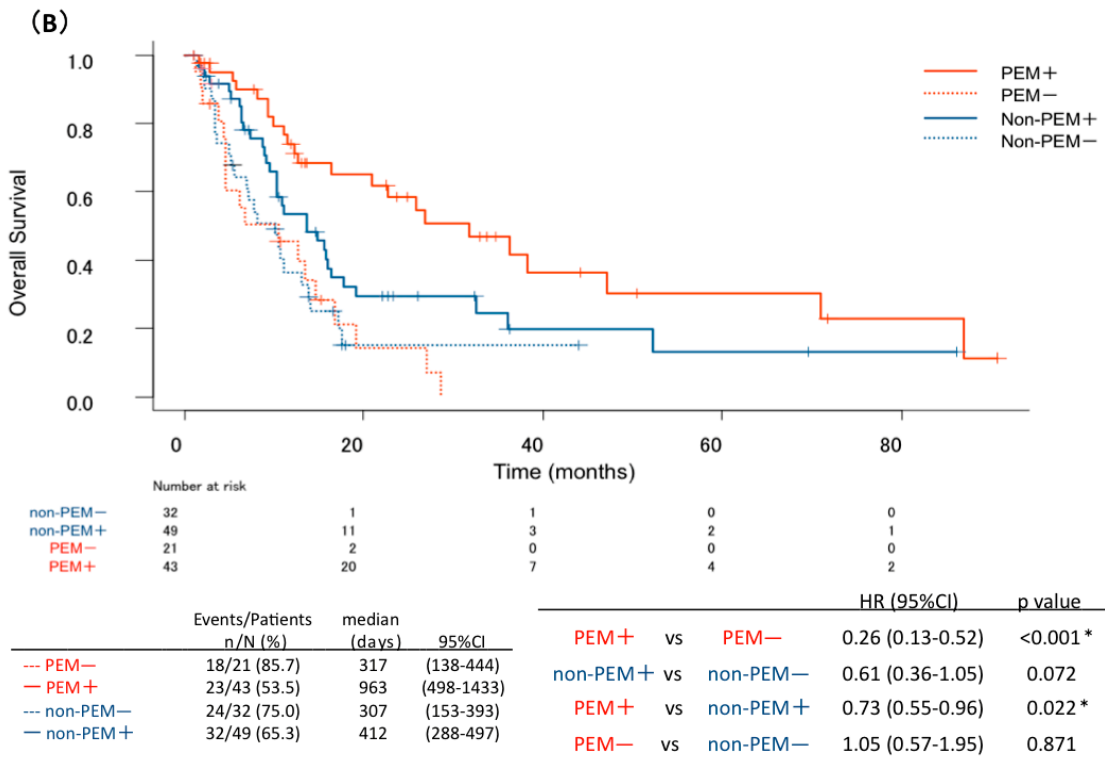 (B)
1.0
0.8
0.6
0.4
0.2
0.0
Overall Survival
PEM+
PEM−
Non-PEM+
Non-PEM−
0 20 40 60 80
Time (months)
Number at risk
non-PEM− 32 1 1 0 0
non-PEM+ 49 11 3 2 1
PEM− 21 2 0 0 0
PEM+ 43 20 7 4 2
Events/Patients median
n/N (%) (days) 95%CI
--- PEM− 18/21 (85.7) 317 (138-444)
— PEM+ 23/43 (53.5) 963 (498-1433)
--- non-PEM− 24/32 (75.0) 307 (153-393)
— non-PEM+ 32/49 (65.3) 412 (288-497)
HR (95%CI) p value
PEM+ vs PEM− 0.26 (0.13-0.52) <0.001*
non-PEM+ vs non-PEM− 0.61 (0.36-1.05) 0.072
PEM+ vs non-PEM+ 0.73 (0.55-0.96) 0.022*
PEM− vs non-PEM− 1.05 (0.57-1.95) 0.871